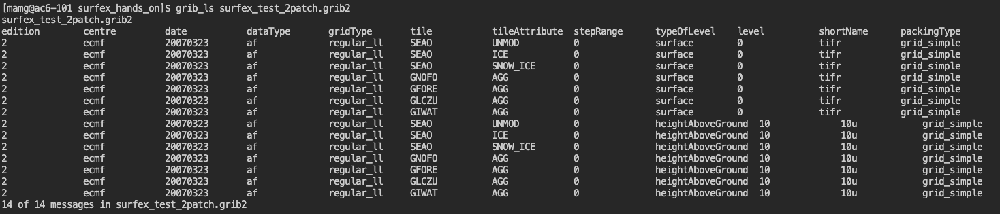 [mamg@ac6-101 surfex_hands_on]$ grib_ls surfex_test_2patch.grib2
surfex_test_2patch.grib2
edition centre date dataType gridType tile tileAttribute stepRange typeOfLevel level shortName packingType
2 ecmf 20070323 af regular_ll SEAO UNMOD 0 surface 0 tifr grid_simple
2 ecmf 20070323 af regular_ll SEAO ICE 0 surface 0 tifr grid_simple
2 ecmf 20070323 af regular_ll SEAO SNOW_ICE 0 surface 0 tifr grid_simple
2 ecmf 20070323 af regular_ll GNOFO AGG 0 surface 0 tifr grid_simple
2 ecmf 20070323 af regular_ll GFORE AGG 0 surface 0 tifr grid_simple
2 ecmf 20070323 af regular_ll GLCZU AGG 0 surface 0 tifr grid_simple
2 ecmf 20070323 af regular_ll GIWAT AGG 0 surface 0 tifr grid_simple
2 ecmf 20070323 af regular_ll SEAO UNMOD 0 heightAboveGround 10 10u grid_simple
2 ecmf 20070323 af regular_ll SEAO ICE 0 heightAboveGround 10 10u grid_simple
2 ecmf 20070323 af regular_ll SEAO SNOW_ICE 0 heightAboveGround 10 10u grid_simple
2 ecmf 20070323 af regular_ll GNOFO AGG 0 heightAboveGround 10 10u grid_simple
2 ecmf 20070323 af regular_ll GFORE AGG 0 heightAboveGround 10 10u grid_simple
2 ecmf 20070323 af regular_ll GLCZU AGG 0 heightAboveGround 10 10u grid_simple
2 ecmf 20070323 af regular_ll GIWAT AGG 0 heightAboveGround 10 10u grid_simple
14 of 14 messages in surfex_test_2patch.grib2